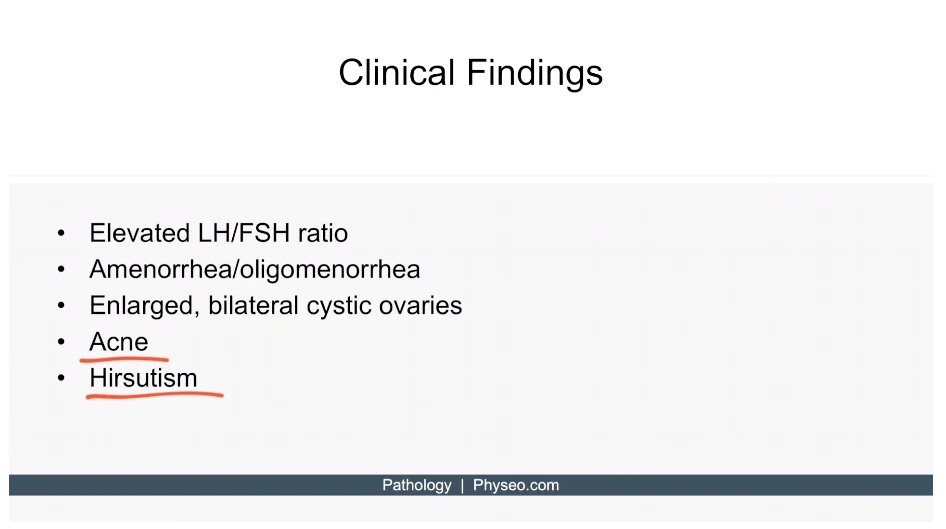 Clinical Findings
• Elevated LH/FSH ratio
• Amenorrhea/oligomenorrhea
• Enlarged, bilateral cystic ovaries
• Acne
• Hirsutism
Pathology | Physeo.com